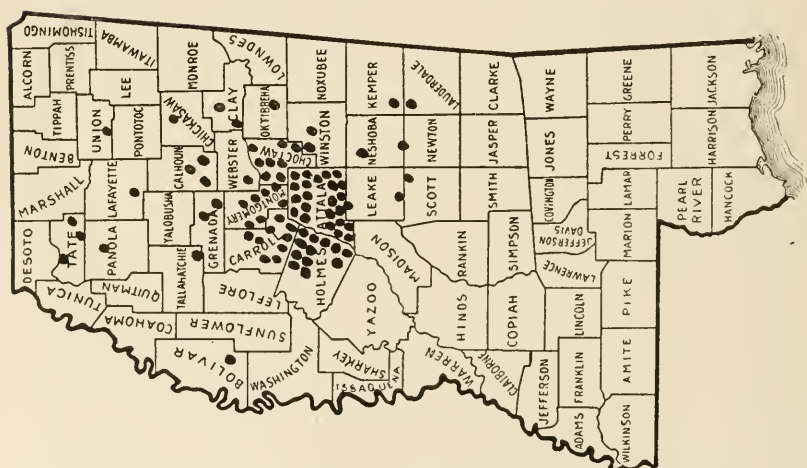 TISHOMINGO
ALCORN
PRENTISS
ITAWAMBA
TIPPAH
LEE
MONROE
LOWNDES
BENTON
UNION
PONTOTOC
CHICKASAW
CLAY
OKTIBBEHA
NOXUBEE
MARSHALL
LAFAYETTE
CALHOUN
WEBSTER
CHOCTAW
WINSTON
KEMPER
LAUDERDALE
CLARKE
WAYNE
GREENE
JACKSON
DESOTO
TATE
PANOLA
YALOBUSHA
GRENADA
MONTGOMERY
ATTALA
NESHOBA
NEWTON
JASPER
JONES
PERRY
FORREST
HARRISON
TUNICA
QUITMAN
TALLAHATCHIE
CARROLL
HOLMES
LEAKE
SCOTT
SMITH
COVINGTON
JEFFERSON
DAVIS
LAMAR
MARION
PEARL
RIVER
HANCOCK
COAHOMA
SUNFLOWER
LEFLORE
MADISON
RANKIN
SIMPSON
LAWRENCE
BOLIVAR
WASHINGTON
YAZOO
SHARKEY
ISSAQUENA
WARREN
HINDS
COPIAH
LINCOLN
PIKE
CLAIBORNE
JEFFERSON
FRANKLIN
AMITE
ADAMS
WILKINSON